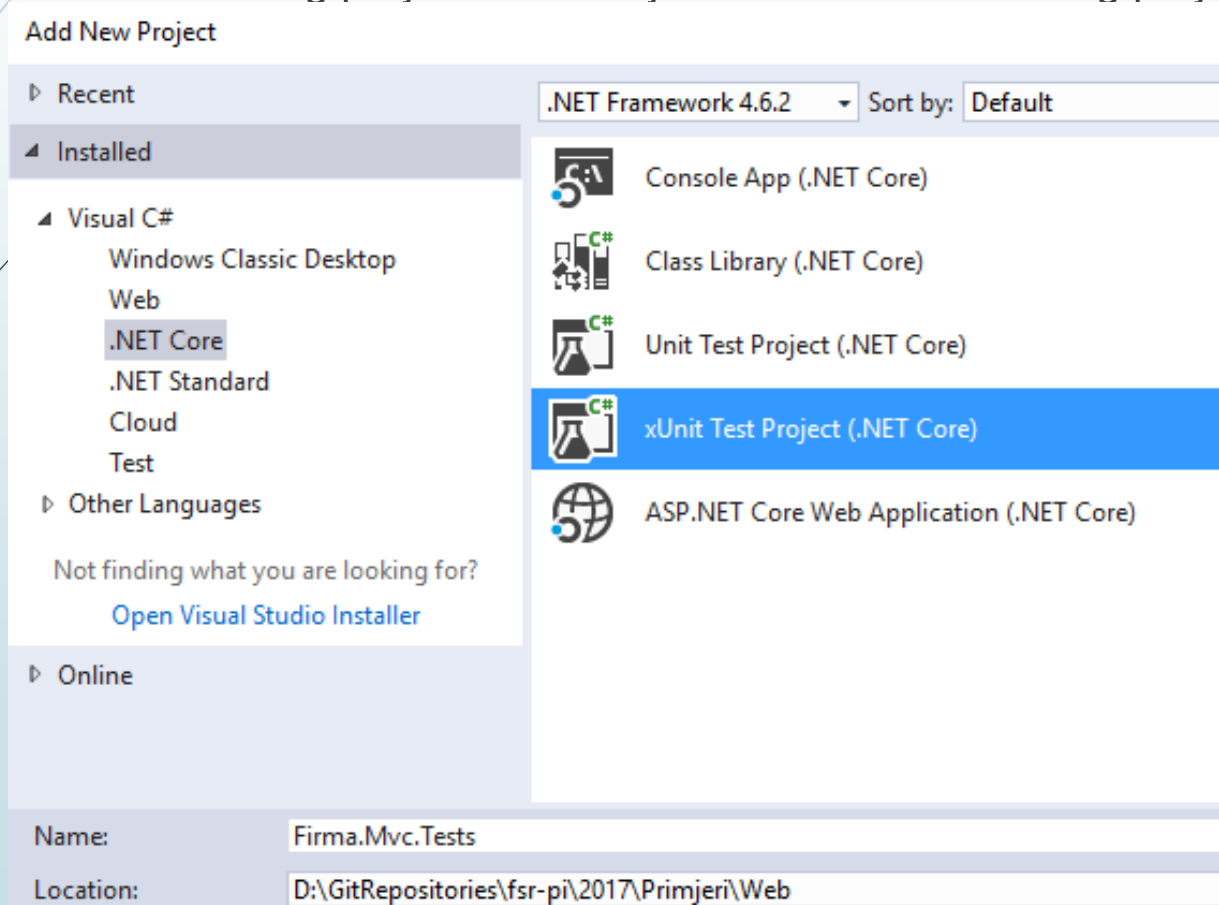 Add New Project
Recent
Installed
Visual C#
Windows Classic Desktop
Web
.NET Core
.NET Standard
Cloud
Test
Other Languages
Not finding what you are looking for?
Open Visual Studio Installer
Online
.NET Framework 4.6.2 Sort by: Default
Console App (.NET Core)
Class Library (.NET Core)
Unit Test Project (.NET Core)
xUnit Test Project (.NET Core)
ASP.NET Core Web Application (.NET Core)
Name: Firma.Mvc.Tests
Location: D:\GitRepositories\fsr-pi\2017\Primjeri\Web